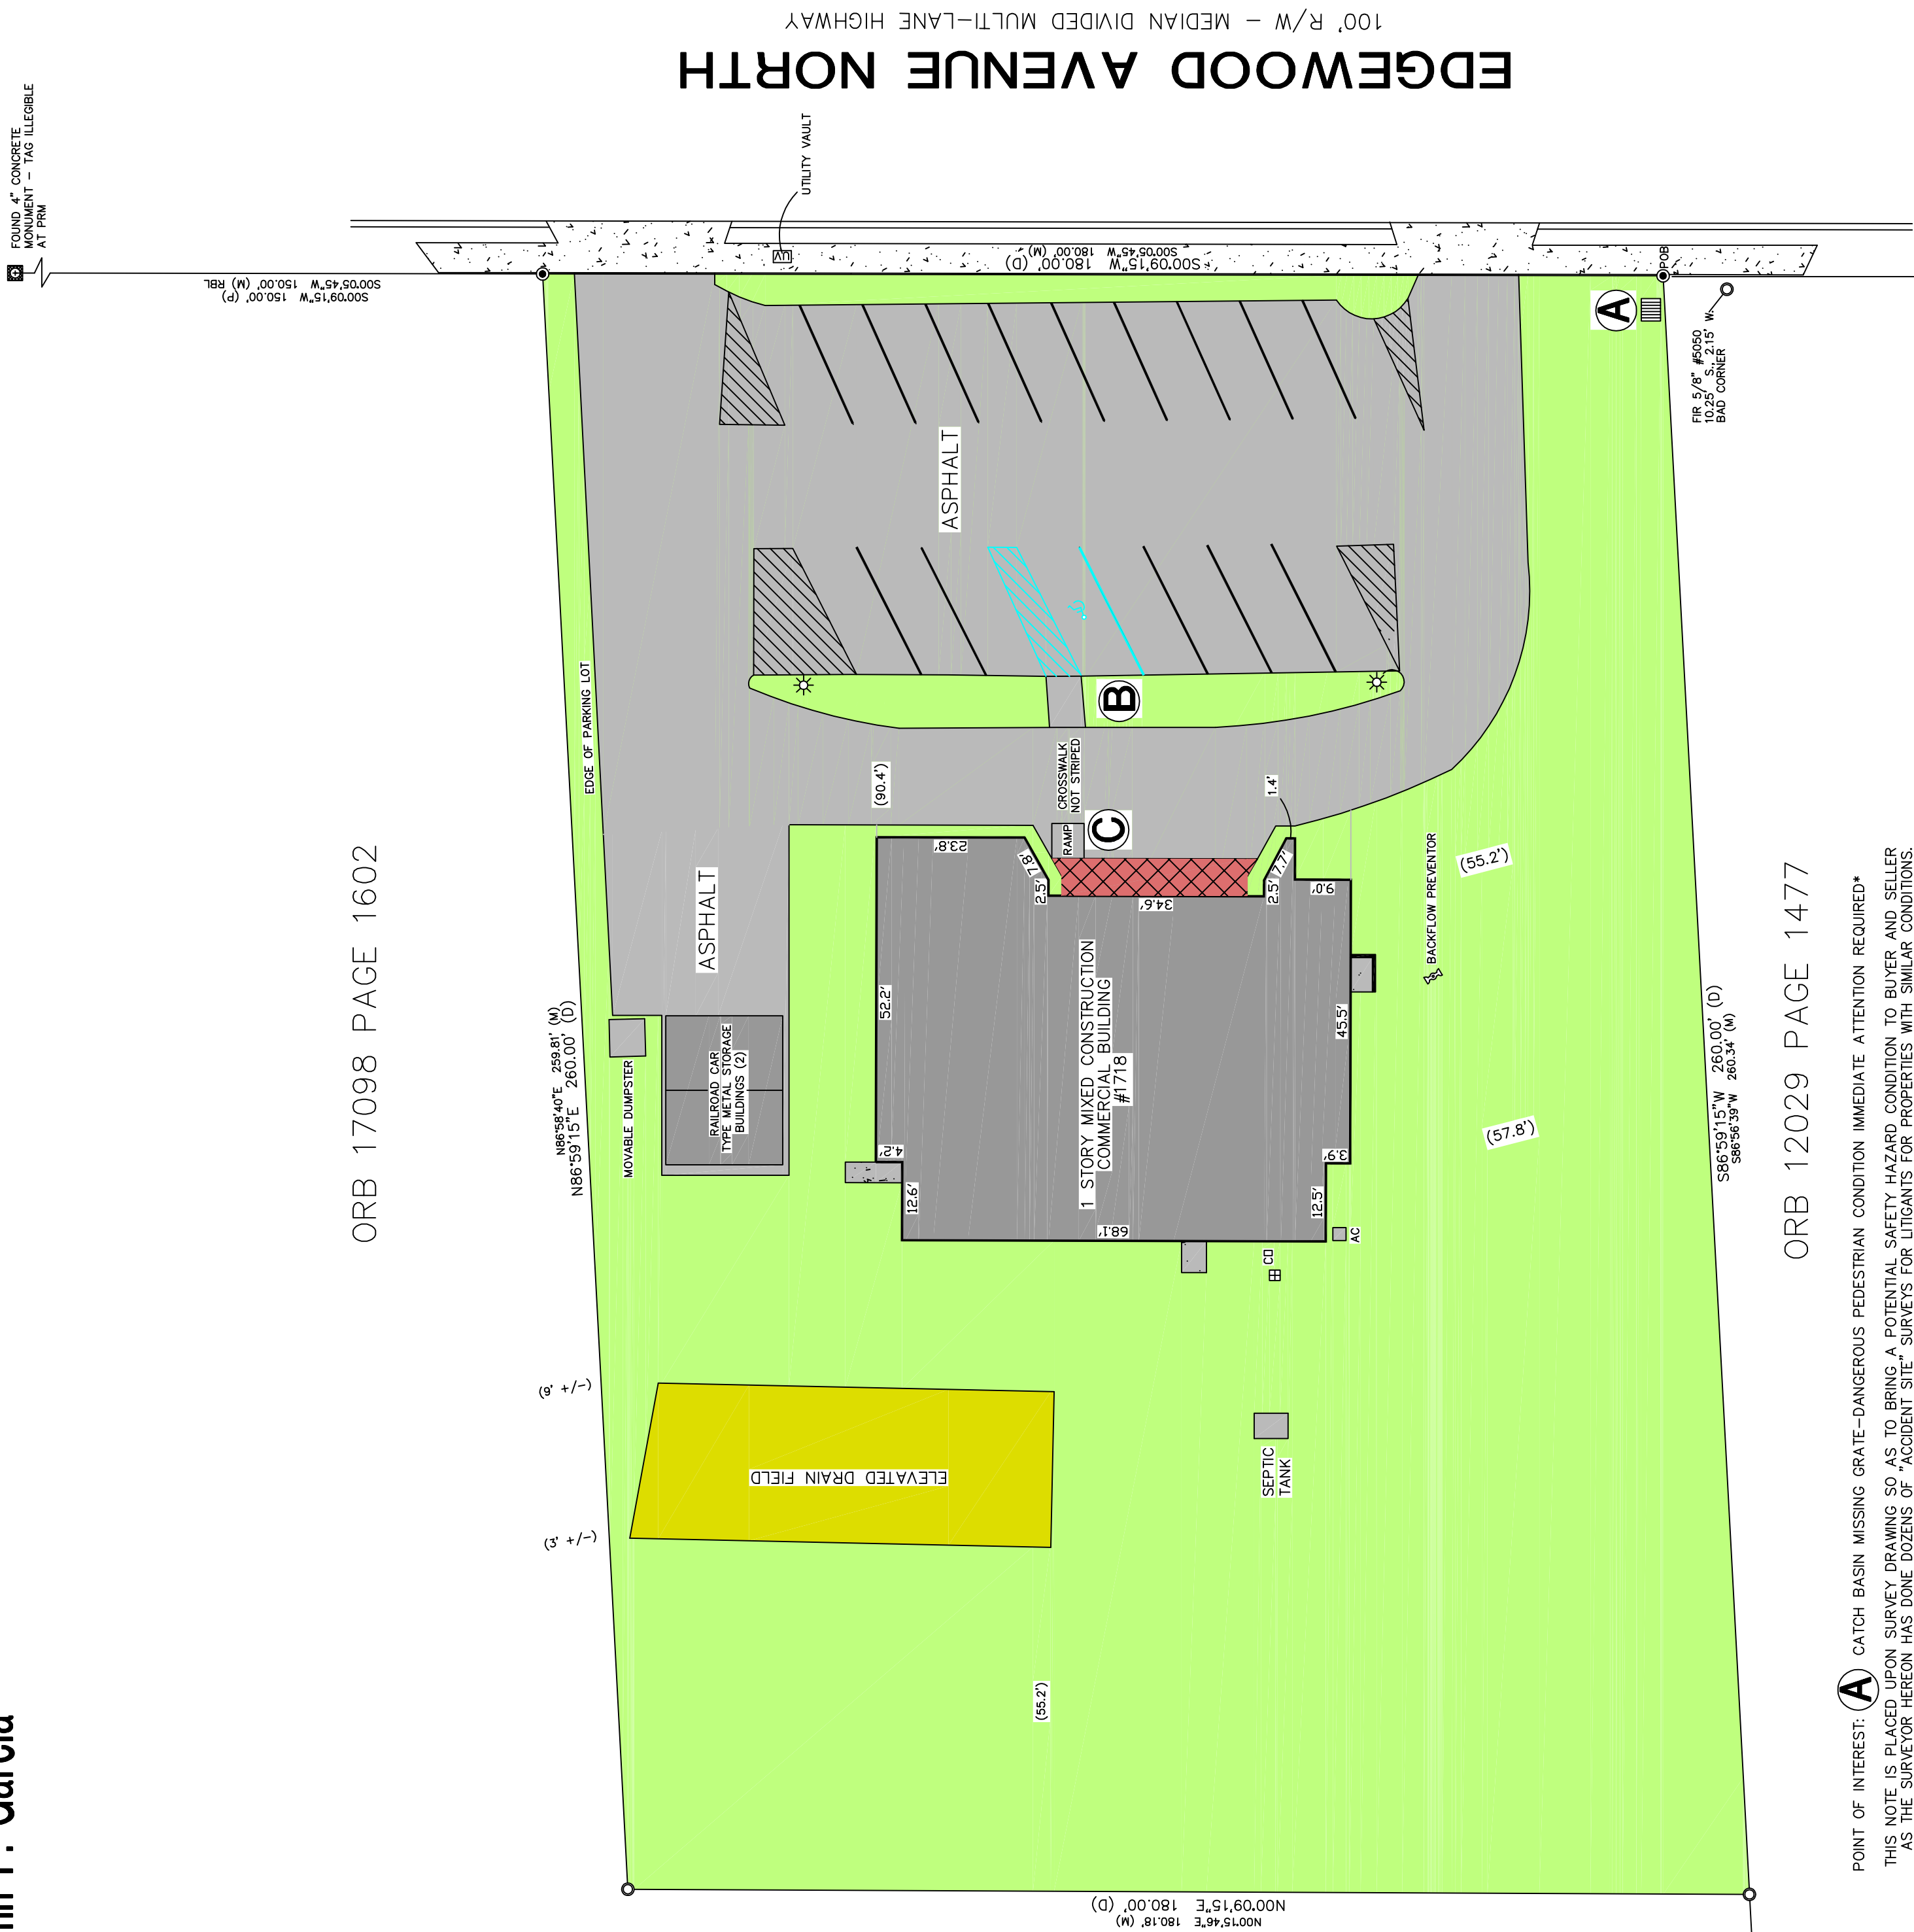 100' R/W - MEDIAN DIVIDED MULTI-LANE HIGHWAY
EDGEWOOD AVENUE NORTH
FOUND 4" CONCRETE
MONUMENT - TAG ILLEGIBLE
AT PRM
S00°09'15"W 150.00' (P)
S00°05'45"W 150.00' (M) RBL
UTILITY VAULT
UV
S00°09'15"W 180.00' (D)
S00°05'45"W 180.00' (M)
POB
A
FIR 5/8" #5050
10.25' S., 2.15' W.
BAD CORNER
ASPHALT
EDGE OF PARKING LOT
B
(90.4')
CROSSWALK
NOT STRIPED
RAMP
C
1.4'
23.8'
7.8'
2.5'
34.6'
2.5'
7.7'
9.0'
BACKFLOW PREVENTOR
(55.2')
ASPHALT
ORB 17098 PAGE 1602
N86°58'40"E 259.81' (M)
N86°59'15"E 260.00' (D)
MOVABLE DUMPSTER
RAILROAD CAR
TYPE METAL STORAGE
BUILDINGS (2)
52.2'
1 STORY MIXED CONSTRUCTION
COMMERCIAL BUILDING
#1718
45.5'
4.2'
12.6'
68.1'
3.9'
12.5'
AC
CO
(57.8')
S86°59'15"W 260.00' (D)
S86°56'39"W 260.34' (M)
ORB 12029 PAGE 1477
(9' +/-)
(3' +/-)
ELEVATED DRAIN FIELD
SEPTIC
TANK
(55.2')
N00°09'15"E 180.00' (D)
N00°15'46"E 180.18' (M)
POINT OF INTEREST: A CATCH BASIN MISSING GRATE-DANGEROUS PEDESTRIAN CONDITION IMMEDIATE ATTENTION REQUIRED*
THIS NOTE IS PLACED UPON SURVEY DRAWING SO AS TO BRING A POTENTIAL SAFETY HAZARD CONDITION TO BUYER AND SELLER
AS THE SURVEYOR HEREON HAS DONE DOZENS OF "ACCIDENT SITE" SURVEYS FOR LITIGANTS FOR PROPERTIES WITH SIMILAR CONDITIONS.
Garcia